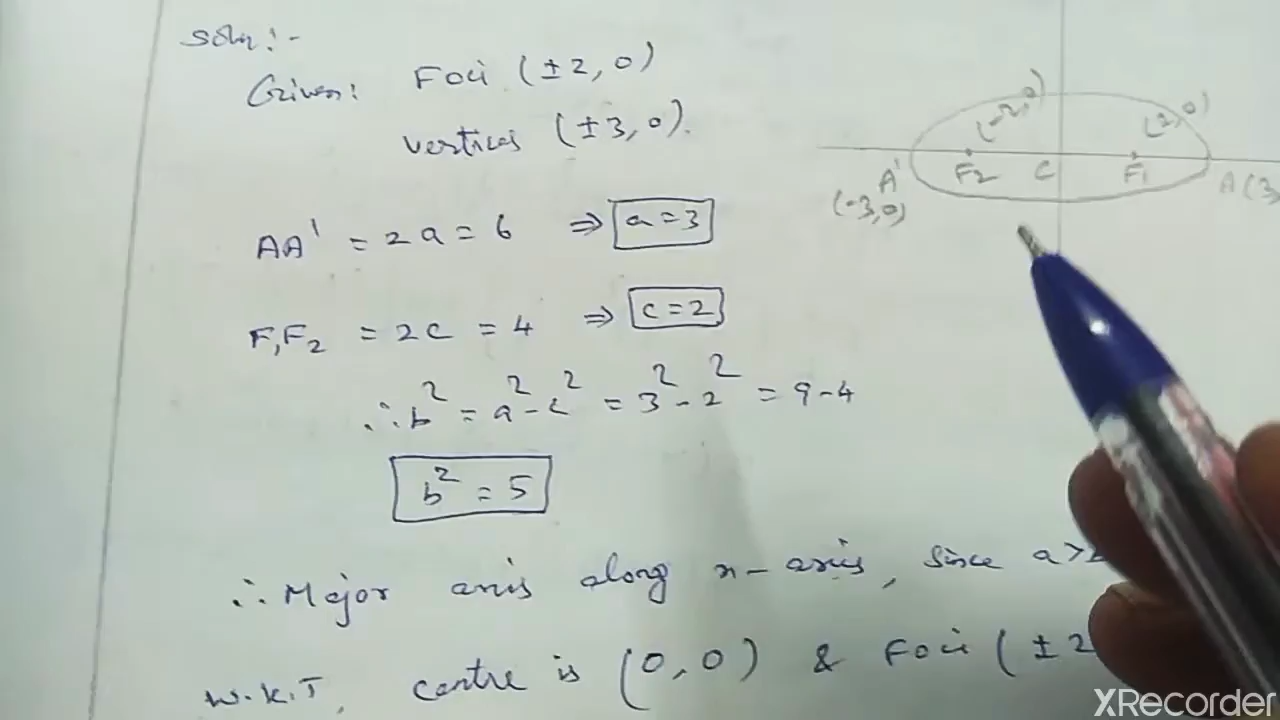 Soln:-
Given: Foci (±2, 0)
vertices (±3, 0).
AA' = 2a = 6 ⇒ a = 3
F1F2 = 2c = 4 ⇒ c = 2
∴ b² = a² - c² = 3² - 2² = 9 - 4
b² = 5
∴ Major axis along x-axis, since a >
W.K.T, centre is (0, 0) & Foci (±2
(-2, 0)
(2, 0)
A' F2 C F1 A (3,
(-3, 0)
XRecorder